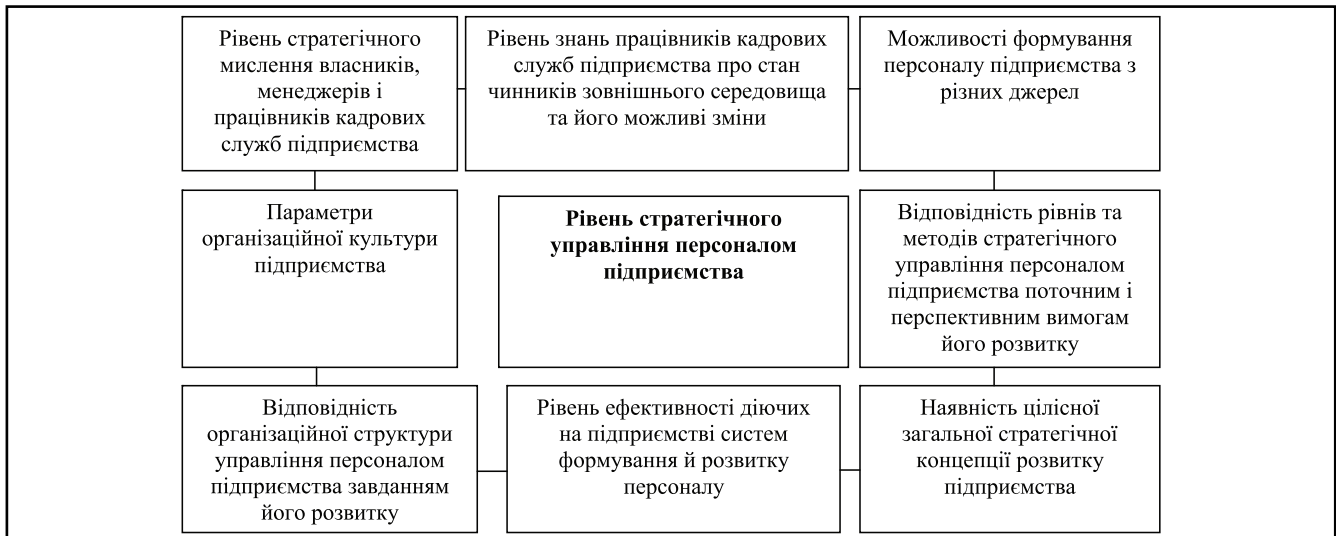 Рівень стратегічного
мислення власників,
менеджерів і
працівників кадрових
служб підприємства
Рівень знань працівників кадрових
служб підприємства про стан
чинників зовнішнього середовища
та його можливі зміни
Можливості формування
персоналу підприємства з
різних джерел
Параметри
організаційної культури
підприємства
Рівень стратегічного
управління персоналом
підприємства
Відповідність рівнів та
методів стратегічного
управління персоналом
підприємства поточним і
перспективним вимогам
його розвитку
Відповідність
організаційної структури
управління персоналом
підприємства завданням
його розвитку
Рівень ефективності діючих
на підприємстві систем
формування й розвитку
персоналу
Наявність цілісної
загальної стратегічної
концепції розвитку
підприємства